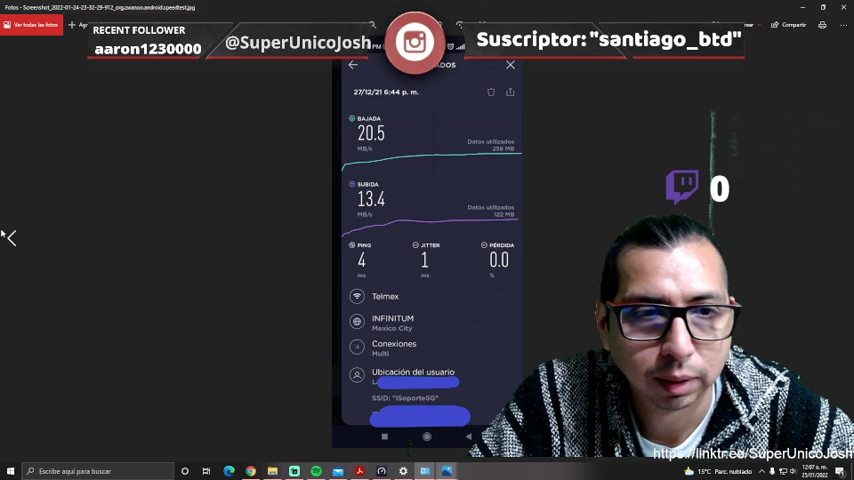 Fotos - Screenshot_2022-01-24-23-32-29-912_org.zwanoo.android.speedtest.jpg
Ver todas las fotos
Compartir
RECENT FOLLOWER
aaron1230000
@SuperUnicoJosh
Suscriptor: "santiago_btd"
ADOS
27/12/21 6:44 p. m.
BAJADA
20.5
MB/s
Datos utilizados
258 MB
SUBIDA
13.4
MB/s
Datos utilizados
122 MB
PING
JITTER
PÉRDIDA
4
1
0.0
ms
ms
%
Telmex
INFINITUM
Mexico City
Conexiones
Multi
Ubicación del usuario
SSID: "ISoporte5G"
0
https://linktr.ee/SuperUnicoJosh
Escribe aquí para buscar
15°C Parc. nublado
12:07 a. m.
25/01/2022